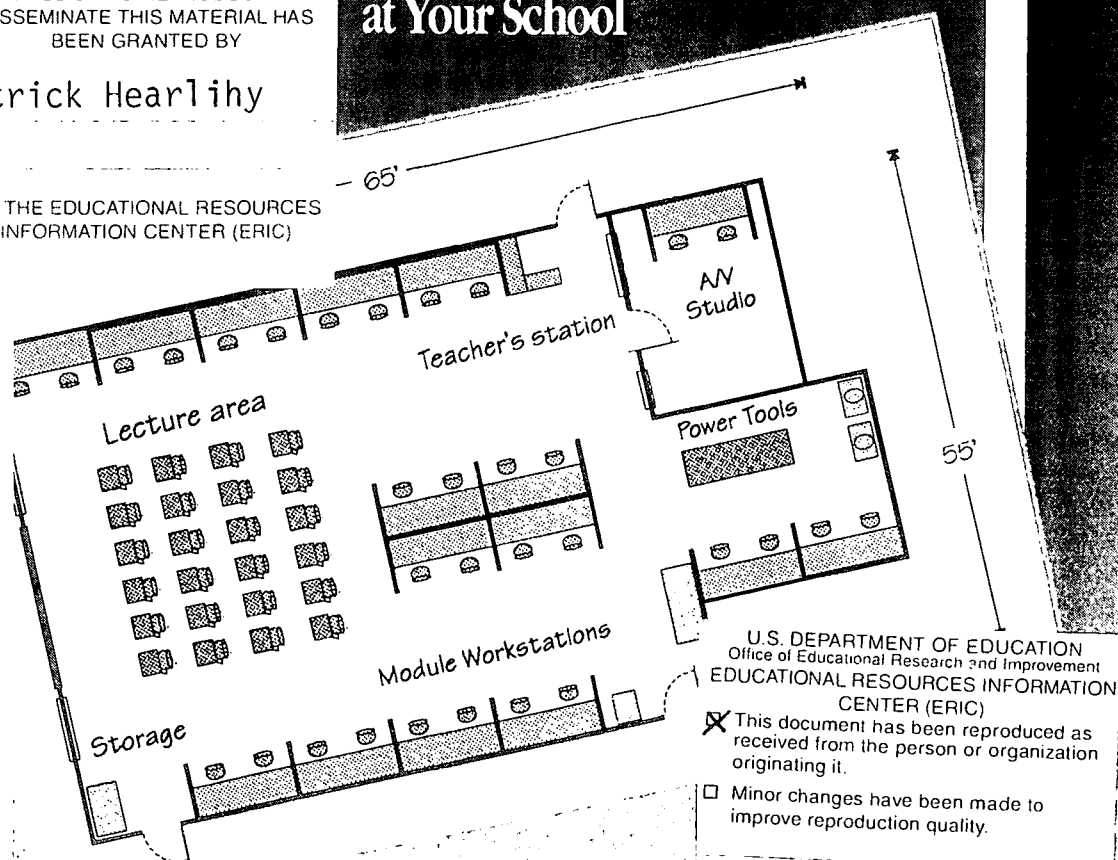 SSEMINATE THIS MATERIAL HAS
BEEN GRANTED BY
trick Hearlihy
THE EDUCATIONAL RESOURCES
INFORMATION CENTER (ERIC)
at Your School
65'
A/V
Studio
Teacher's station
Lecture area
Power Tools
55'
Module Workstations
Storage
U.S. DEPARTMENT OF EDUCATION
Office of Educational Research and Improvement
EDUCATIONAL RESOURCES INFORMATION
CENTER (ERIC)
This document has been reproduced as
received from the person or organization
originating it.
Minor changes have been made to
improve reproduction quality.